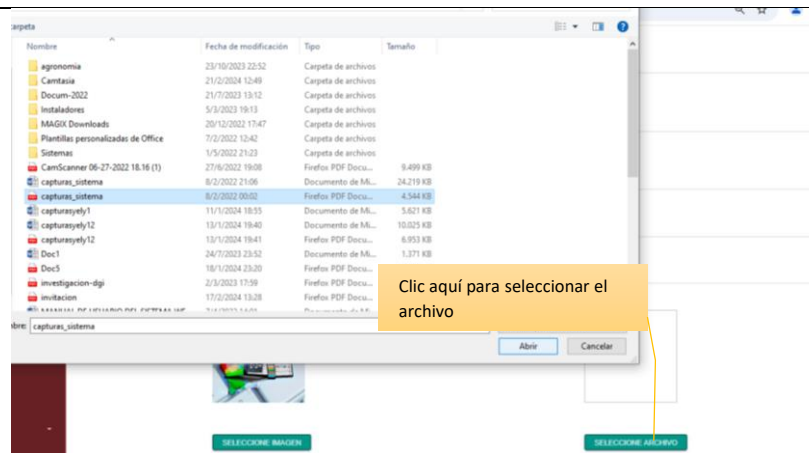 carpeta
Nombre Fecha de modificación Tipo Tamaño
agronomia 23/10/2023 22:52 Carpeta de archivos
Camtasia 21/2/2024 12:49 Carpeta de archivos
Docum-2022 21/7/2023 13:12 Carpeta de archivos
Instaladores 5/3/2023 19:13 Carpeta de archivos
MAGIX Downloads 20/12/2022 17:47 Carpeta de archivos
Plantillas personalizadas de Office 7/2/2022 12:42 Carpeta de archivos
Sistemas 1/5/2022 21:23 Carpeta de archivos
CamScanner 06-27-2022 18.16 (1) 27/6/2022 19:08 Firefox PDF Docu... 9.499 KB
capturas_sistema 8/2/2022 21:06 Documento de Mi... 24.219 KB
capturas_sistema 8/2/2022 00:02 Firefox PDF Docu... 4.544 KB
capturasyely1 11/1/2024 18:55 Documento de Mi... 5.621 KB
capturasyely12 13/1/2024 19:40 Documento de Mi... 10.025 KB
capturasyely12 13/1/2024 19:41 Firefox PDF Docu... 6.953 KB
Doc1 24/7/2023 23:52 Documento de Mi... 1.371 KB
Doc5 18/1/2024 23:20 Firefox PDF Docu...
investigacion-dgi 2/3/2023 17:59 Firefox PDF Docu...
invitacion 17/2/2024 13:28 Firefox PDF Docu...
MANUAL DE USUARIO DEL SISTEMA WE
Clic aquí para seleccionar el
archivo
mbre: capturas_sistema
Abrir Cancelar
SELECCIONE IMAGEN SELECCIONE ARCHIVO